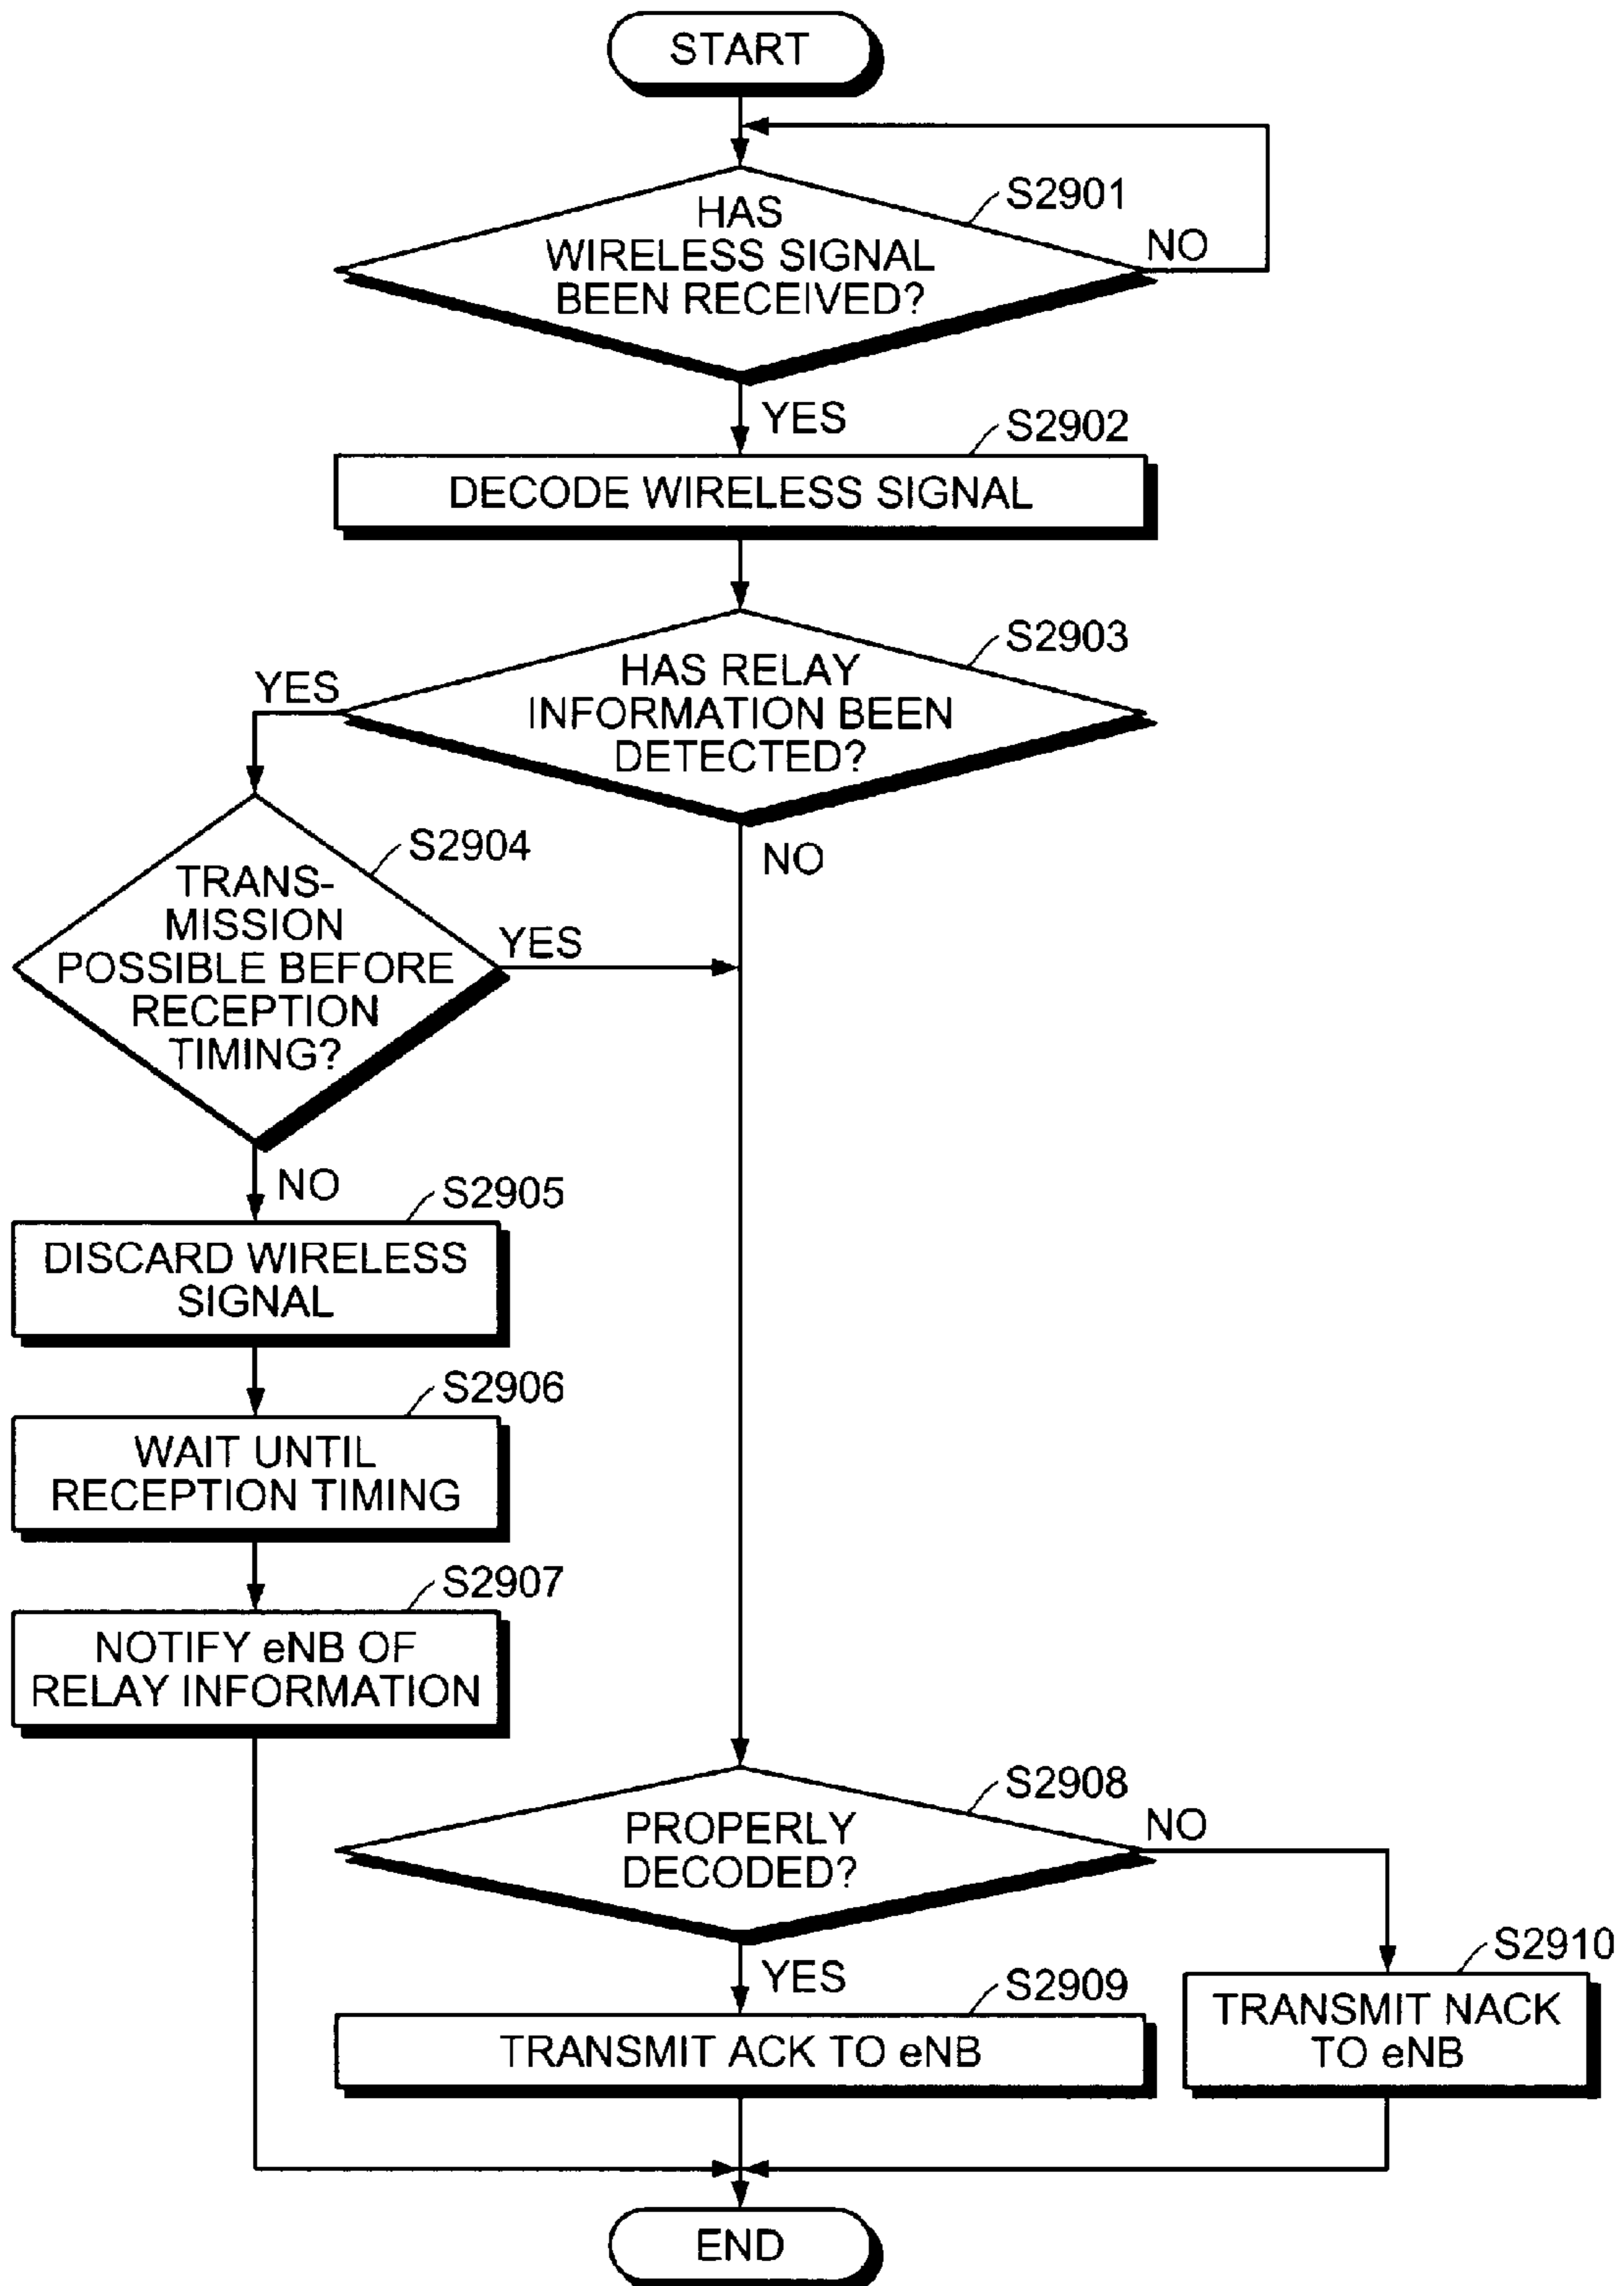 START
S2901
HAS
WIRELESS SIGNAL
BEEN RECEIVED?
NO
YES
S2902
DECODE WIRELESS SIGNAL
S2903
HAS RELAY
INFORMATION BEEN
DETECTED?
YES
NO
S2904
TRANS-
MISSION
POSSIBLE BEFORE
RECEPTION
TIMING?
YES
NO
S2905
DISCARD WIRELESS
SIGNAL
S2906
WAIT UNTIL
RECEPTION TIMING
S2907
NOTIFY eNB OF
RELAY INFORMATION
S2908
PROPERLY
DECODED?
NO
YES
S2909
TRANSMIT ACK TO eNB
S2910
TRANSMIT NACK
TO eNB
END